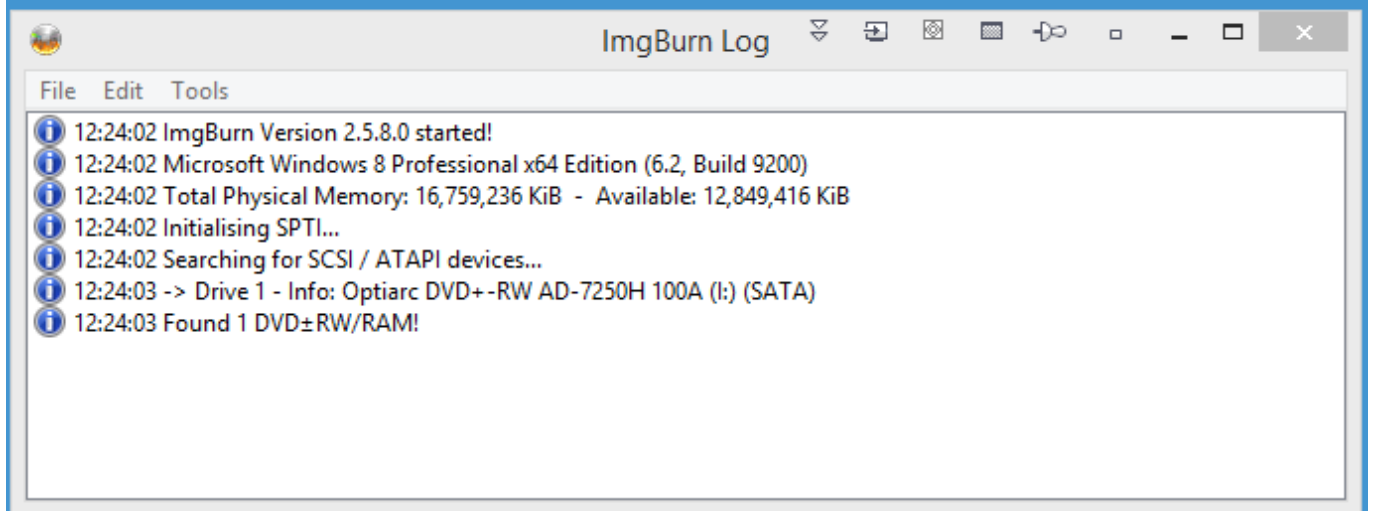 ImgBurn Log
File Edit Tools
12:24:02 ImgBurn Version 2.5.8.0 started!
12:24:02 Microsoft Windows 8 Professional x64 Edition (6.2, Build 9200)
12:24:02 Total Physical Memory: 16,759,236 KiB - Available: 12,849,416 KiB
12:24:02 Initialising SPTI...
12:24:02 Searching for SCSI / ATAPI devices...
12:24:03 -> Drive 1 - Info: Optiarc DVD+-RW AD-7250H 100A (I:) (SATA)
12:24:03 Found 1 DVD±RW/RAM!